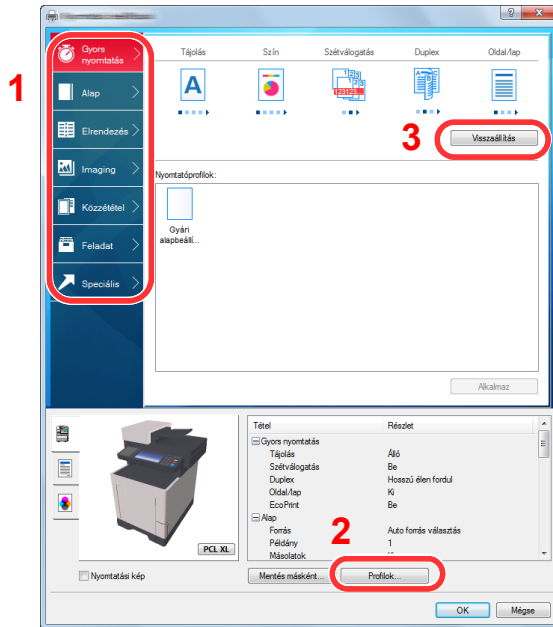 1
Gyors nyomtatás
Alap
Elrendezés
Imaging
Közzététel
Feladat
Speciális
Tájolás Szín Szétválogatás Duplex Oldal/lap
A 123 123123 A B C
3 Visszaállítás
Nyomtatóprofilok:
Gyári
alapbeállí...
Alkalmaz
PCL XL
Nyomtatási kép
Tétel Részlet
Gyors nyomtatás
Tájolás Álló
Szétválogatás Be
Duplex Hosszú élen fordul
Oldal/lap Ki
EcoPrint Be
Alap
Forrás Auto forrás választás
Példány 1
Másolatok
2
Mentés másként... Profilok...
OK Mégse